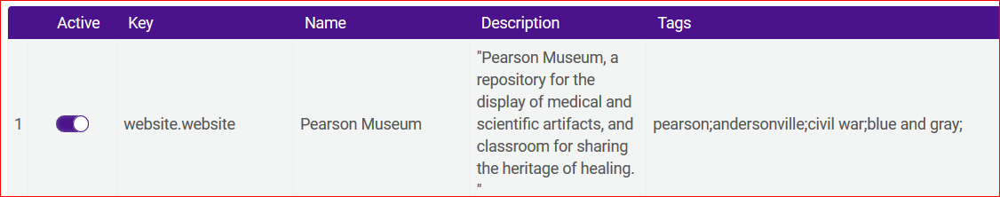 Active Key Name Description Tags
"Pearson Museum, a
repository for the
display of medical and
scientific artifacts, and
classroom for sharing
the heritage of healing.
"
1 website.website Pearson Museum pearson;andersonville;civil war;blue and gray;